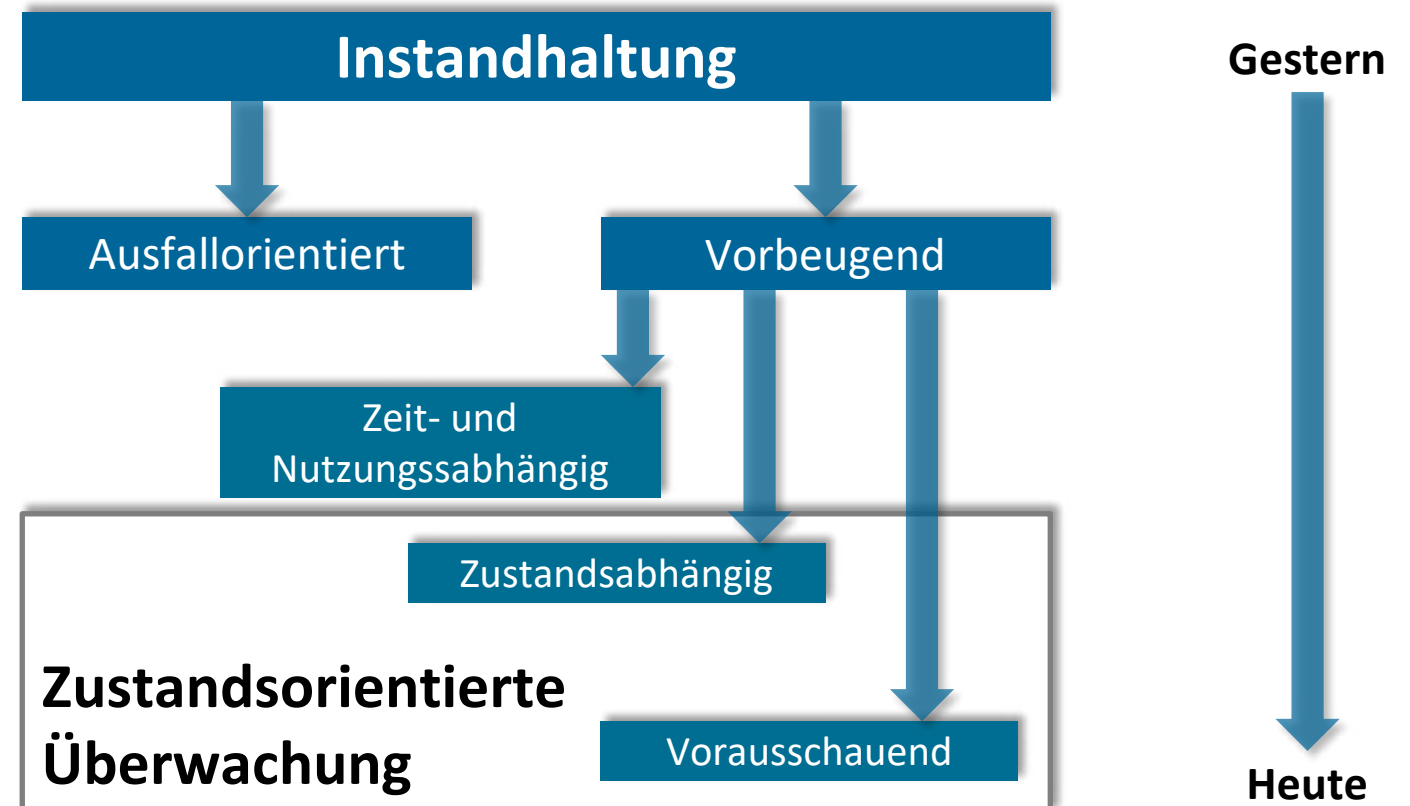 Instandhaltung
Gestern
Ausfallorientiert
Vorbeugend
Zeit- und
Nutzungssabhängig
Zustandsabhängig
Zustandsorientierte
Überwachung
Vorausschauend
Heute